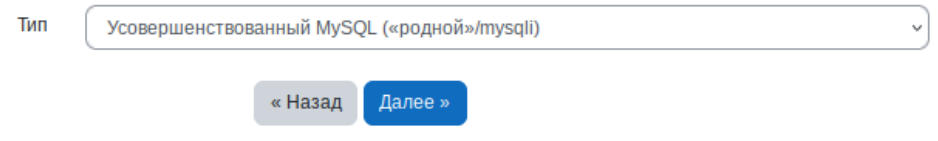 Тип Усовершенствованный MySQL («родной»/mysqli)
« Назад Далее »